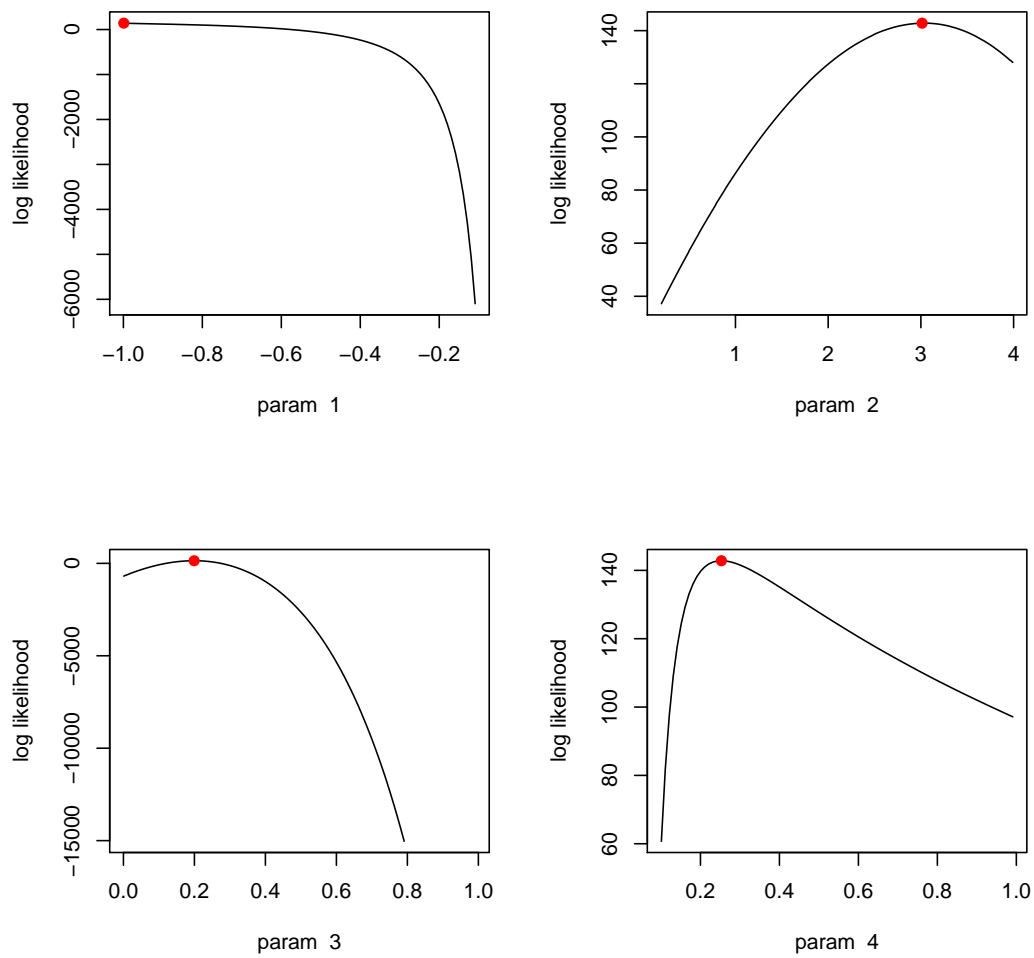 log likelihood
0
−2000
−4000
−6000
−1.0 −0.8 −0.6 −0.4 −0.2
param 1
log likelihood
140
100
80
60
40
1 2 3 4
param 2
log likelihood
0
−5000
−10000
−15000
0.0 0.2 0.4 0.6 0.8 1.0
param 3
log likelihood
140
120
100
80
60
0.2 0.4 0.6 0.8 1.0
param 4